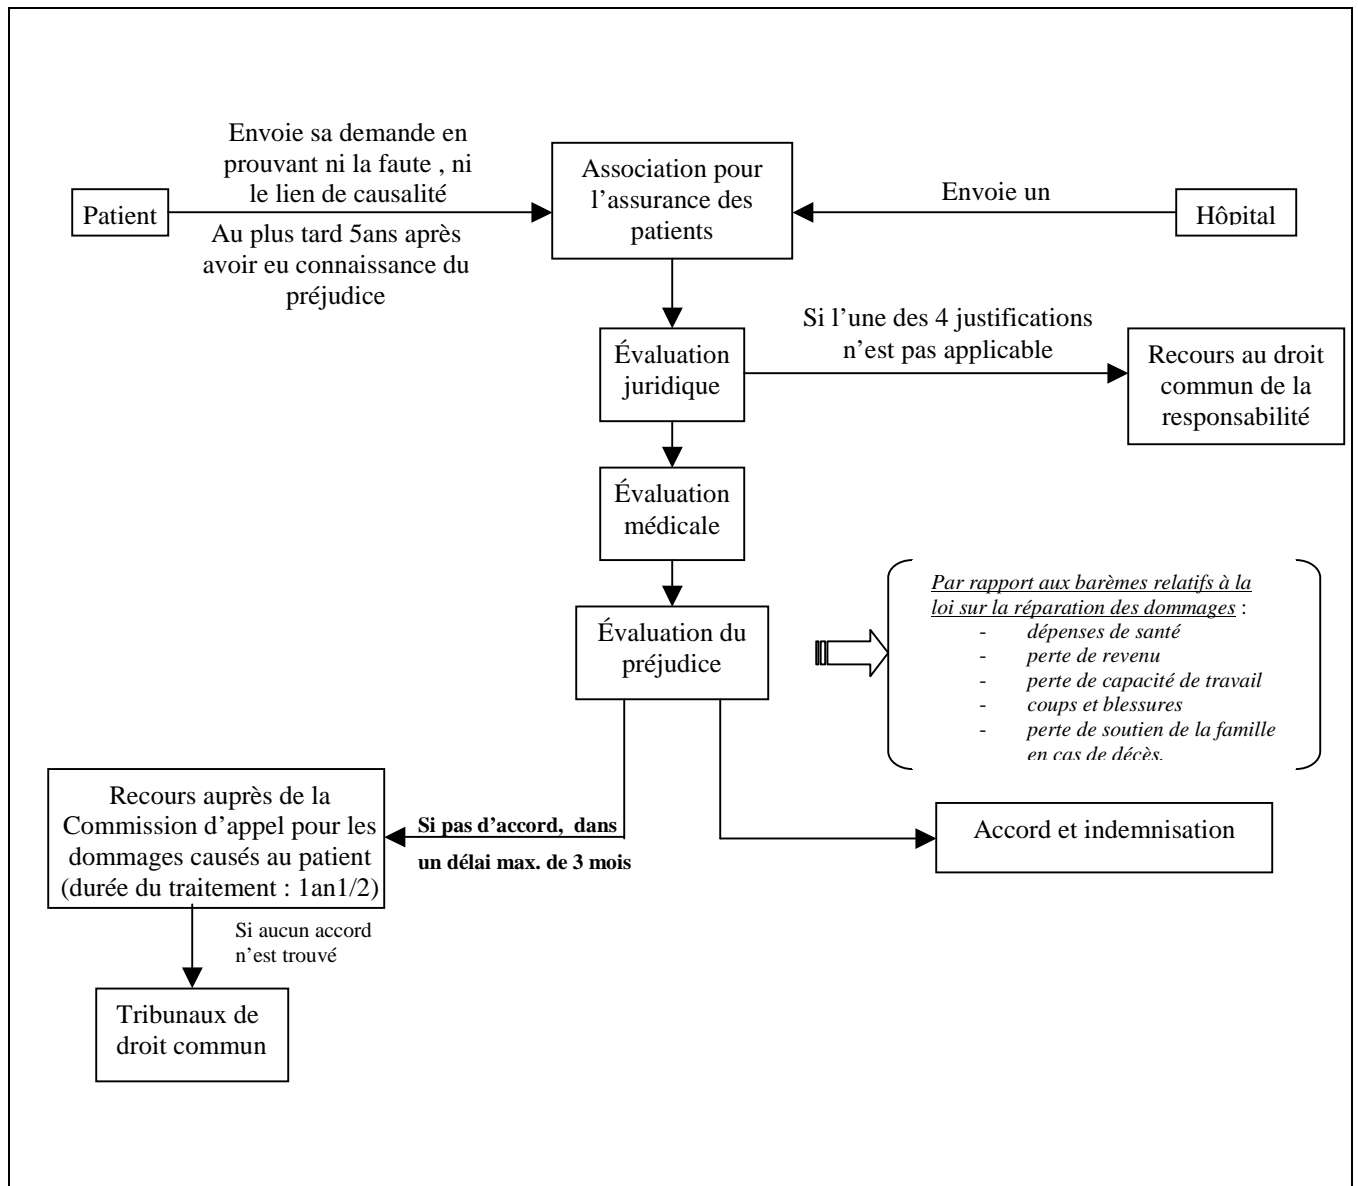 Envoie sa demande en
prouvant ni la faute , ni
le lien de causalité
Patient
Au plus tard 5ans après
avoir eu connaissance du
préjudice
Association pour
l’assurance des
patients
Envoie un
Hôpital
Évaluation
juridique
Si l’une des 4 justifications
n’est pas applicable
Recours au droit
commun de la
responsabilité
Évaluation
médicale
Évaluation du
préjudice
Par rapport aux barèmes relatifs à la
loi sur la réparation des dommages :
- dépenses de santé
- perte de revenu
- perte de capacité de travail
- coups et blessures
- perte de soutien de la famille
en cas de décès.
Recours auprès de la
Commission d’appel pour les
dommages causés au patient
(durée du traitement : 1an1/2)
Si pas d’accord, dans
un délai max. de 3 mois
Accord et indemnisation
Si aucun accord
n’est trouvé
Tribunaux de
droit commun